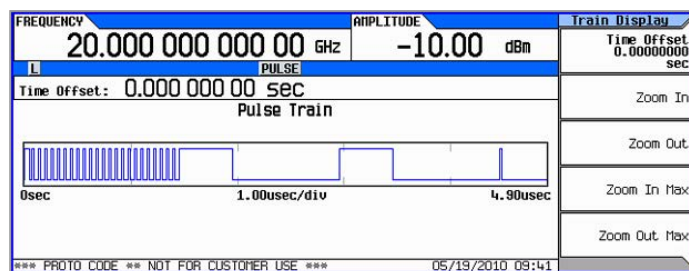 FREQUENCY
AMPLITUDE
20.000 000 000 00 GHz
-10.00 dBm
L
PULSE
Time Offset: 0.000 000 00 sec
Pulse Train
0sec
1.00usec/div
4.90usec
*** PROTO CODE ** NOT FOR CUSTOMER USE ***
05/19/2010 09:41
Train Display
Time Offset
0.00000000
sec
Zoom In
Zoom Out
Zoom In Max
Zoom Out Max